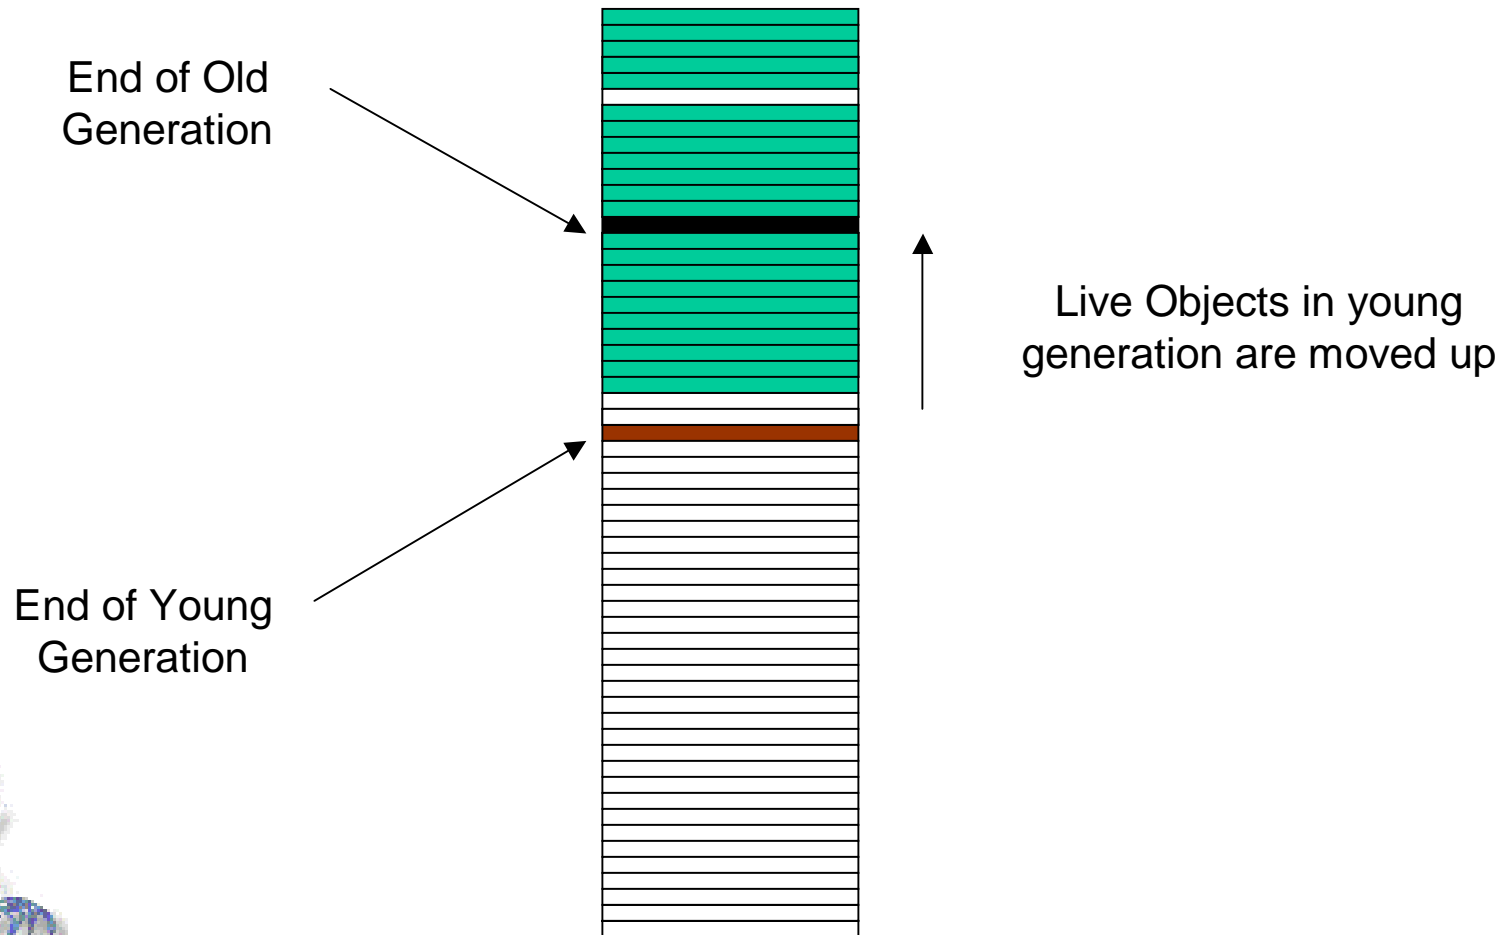 End of Old
Generation
Live Objects in young
generation are moved up
End of Young
Generation